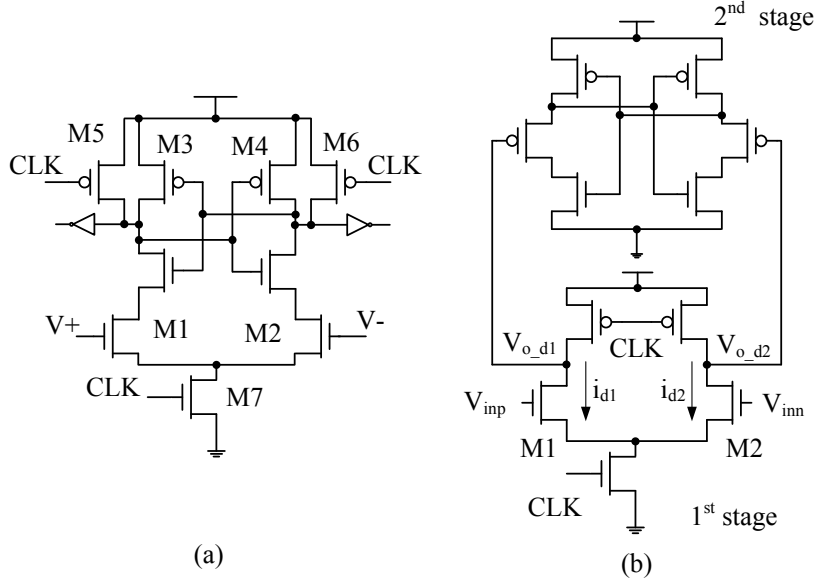 2nd stage
M5
M3
M4
M6
CLK
CLK
V+
M1
M2
V-
CLK
M7
(a)
Vo_d1
CLK
Vo_d2
id1
id2
Vinp
Vinn
M1
M2
CLK
1st stage
(b)